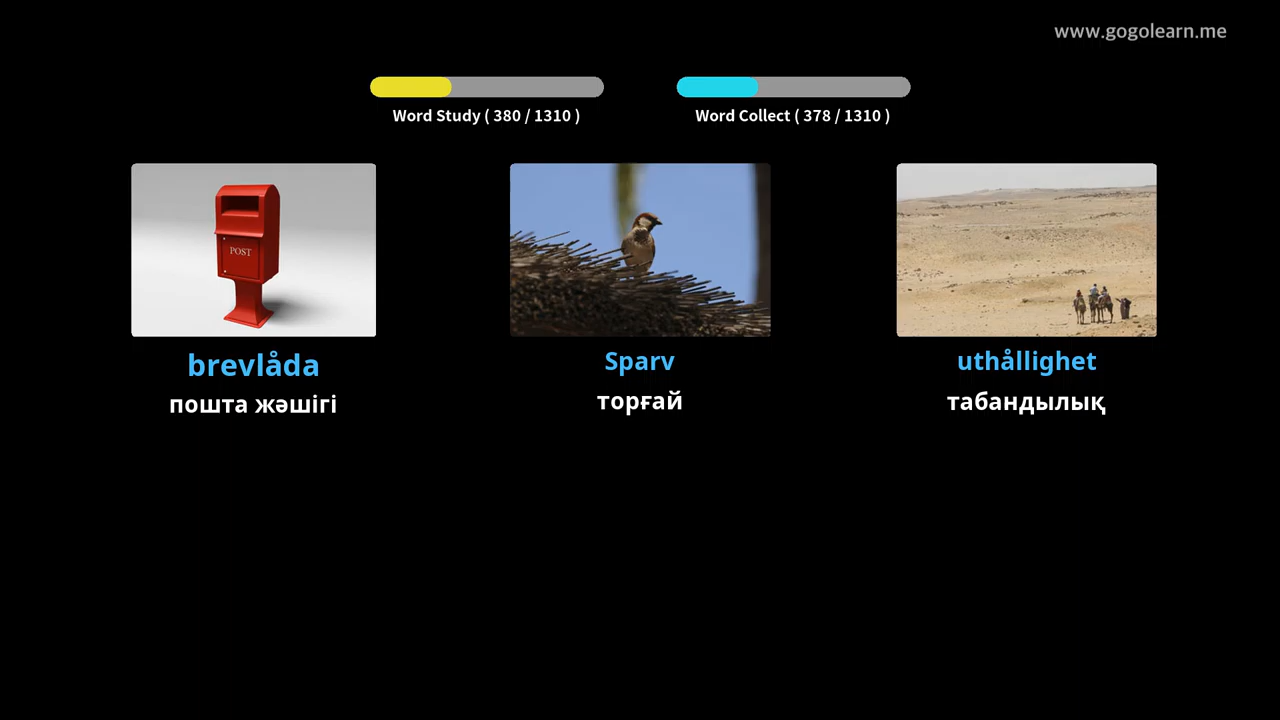 www.gogolearn.me
Word Study ( 380 / 1310 )
Word Collect ( 378 / 1310 )
POST
brevlåda
пошта жәшігі
Sparv
торғай
uthållighet
табандылық